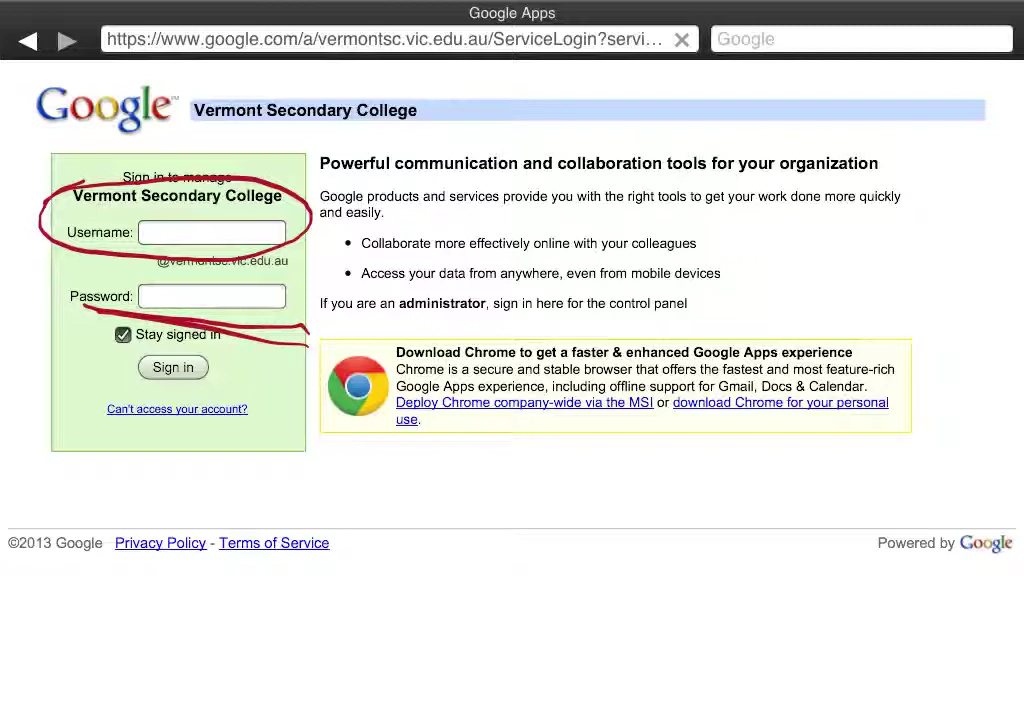 Google Apps
https://www.google.com/a/vermontsc.vic.edu.au/ServiceLogin?servi...
Google
Google™
Vermont Secondary College
Sign in to manage
Vermont Secondary College
Username:
@vermontsc.vic.edu.au
Password:
Stay signed in
Sign in
Can't access your account?
Powerful communication and collaboration tools for your organization
Google products and services provide you with the right tools to get your work done more quickly
and easily.
• Collaborate more effectively online with your colleagues
• Access your data from anywhere, even from mobile devices
If you are an administrator, sign in here for the control panel
Download Chrome to get a faster & enhanced Google Apps experience
Chrome is a secure and stable browser that offers the fastest and most feature-rich
Google Apps experience, including offline support for Gmail, Docs & Calendar.
Deploy Chrome company-wide via the MSI or download Chrome for your personal
use.
©2013 Google Privacy Policy - Terms of Service
Powered by Google